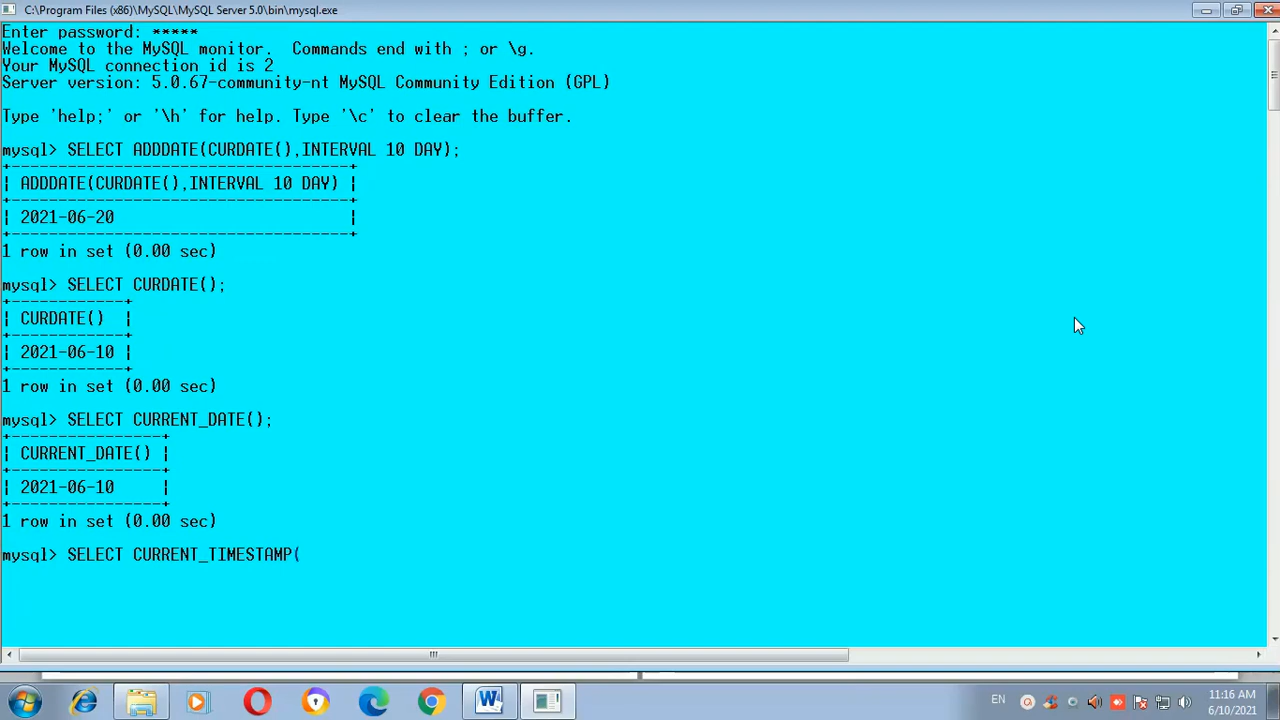 C:\Program Files (x86)\MySQL\MySQL Server 5.0\bin\mysql.exe
Enter password: *****
Welcome to the MySQL monitor.  Commands end with ; or \g.
Your MySQL connection id is 2
Server version: 5.0.67-community-nt MySQL Community Edition (GPL)
Type 'help;' or '\h' for help. Type '\c' to clear the buffer.
mysql> SELECT ADDDATE(CURDATE(),INTERVAL 10 DAY);
+------------------------------------+
| ADDDATE(CURDATE(),INTERVAL 10 DAY) |
+------------------------------------+
| 2021-06-20                         |
+------------------------------------+
1 row in set (0.00 sec)
mysql> SELECT CURDATE();
+------------+
| CURDATE()  |
+------------+
| 2021-06-10 |
+------------+
1 row in set (0.00 sec)
mysql> SELECT CURRENT_DATE();
+----------------+
| CURRENT_DATE() |
+----------------+
| 2021-06-10     |
+----------------+
1 row in set (0.00 sec)
mysql> SELECT CURRENT_TIMESTAMP(
EN
11:16 AM
6/10/2021